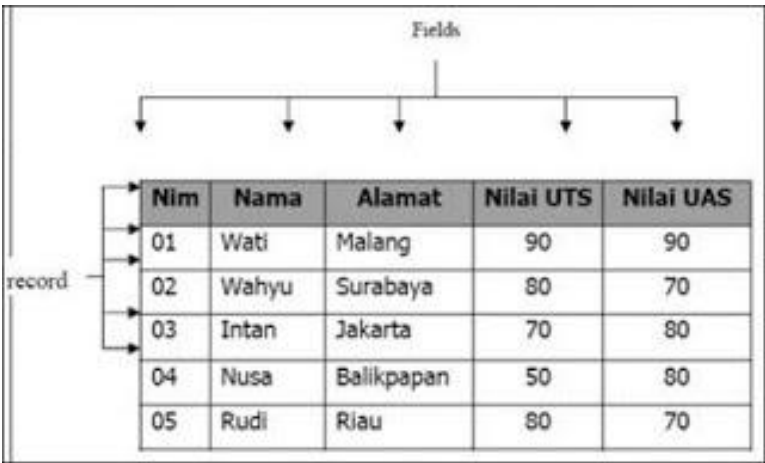 Fields
Nim Nama Alamat Nilai UTS Nilai UAS
01 Wati Malang 90 90
record
02 Wahyu Surabaya 80 70
03 Intan Jakarta 70 80
04 Nusa Balikpapan 50 80
05 Rudi Riau 80 70